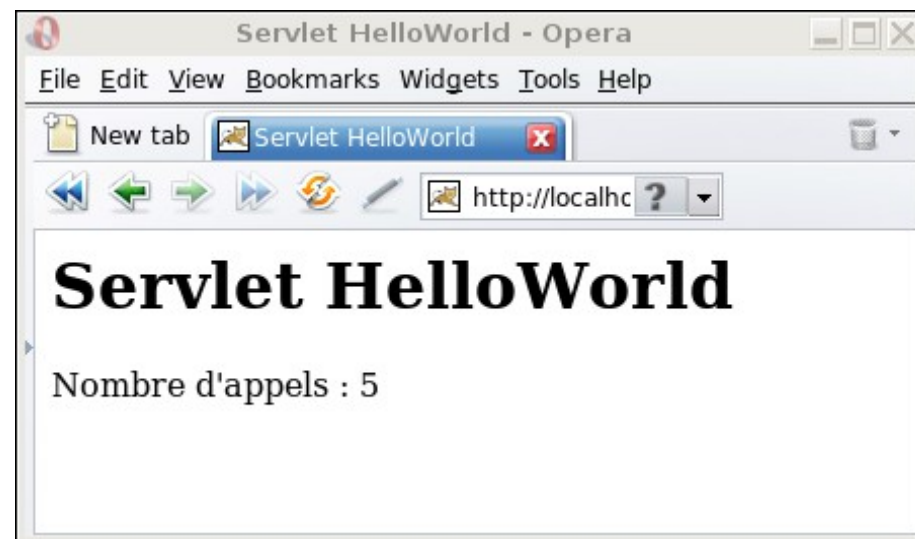 Servlet HelloWorld - Opera
File Edit View Bookmarks Widgets Tools Help
New tab Servlet HelloWorld
http://localhc ?
Servlet HelloWorld
Nombre d'appels : 5